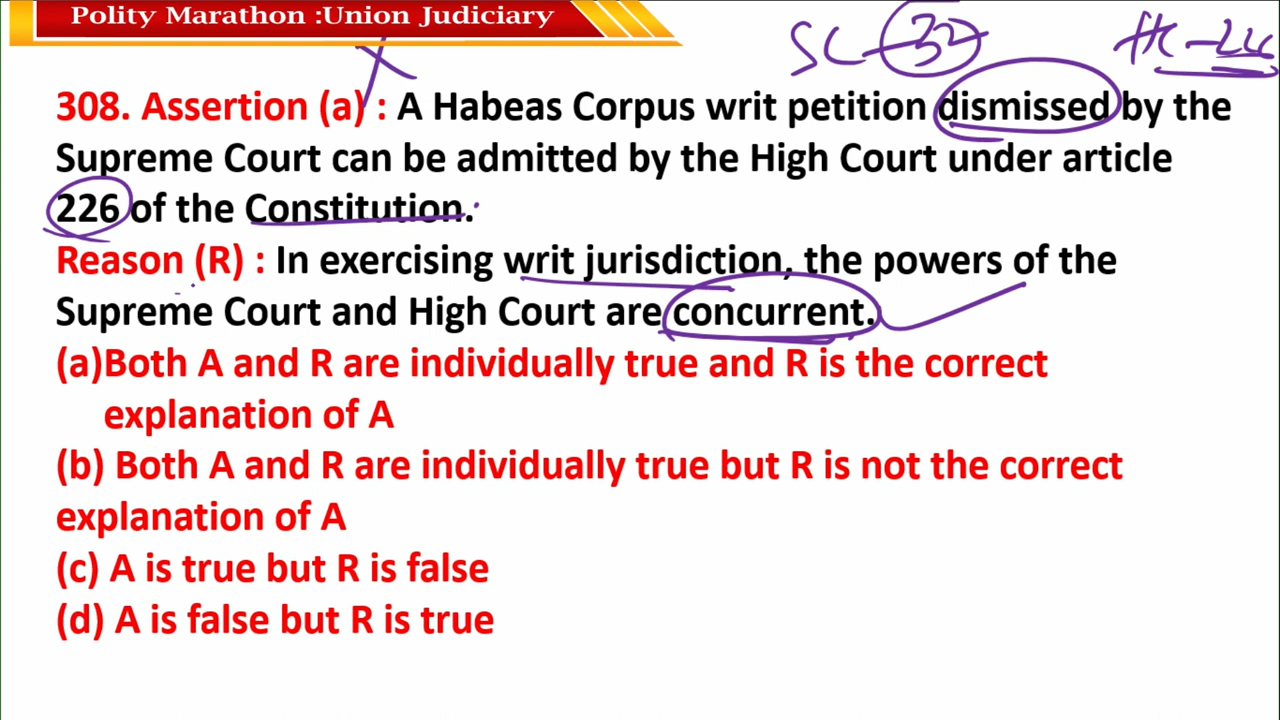 Polity Marathon :Union Judiciary
SC - 32
308. Assertion (a) : A Habeas Corpus writ petition dismissed by the
Supreme Court can be admitted by the High Court under article
226 of the Constitution.
Reason (R) : In exercising writ jurisdiction, the powers of the
Supreme Court and High Court are concurrent.
(a)Both A and R are individually true and R is the correct
explanation of A
(b) Both A and R are individually true but R is not the correct
explanation of A
(c) A is true but R is false
(d) A is false but R is true